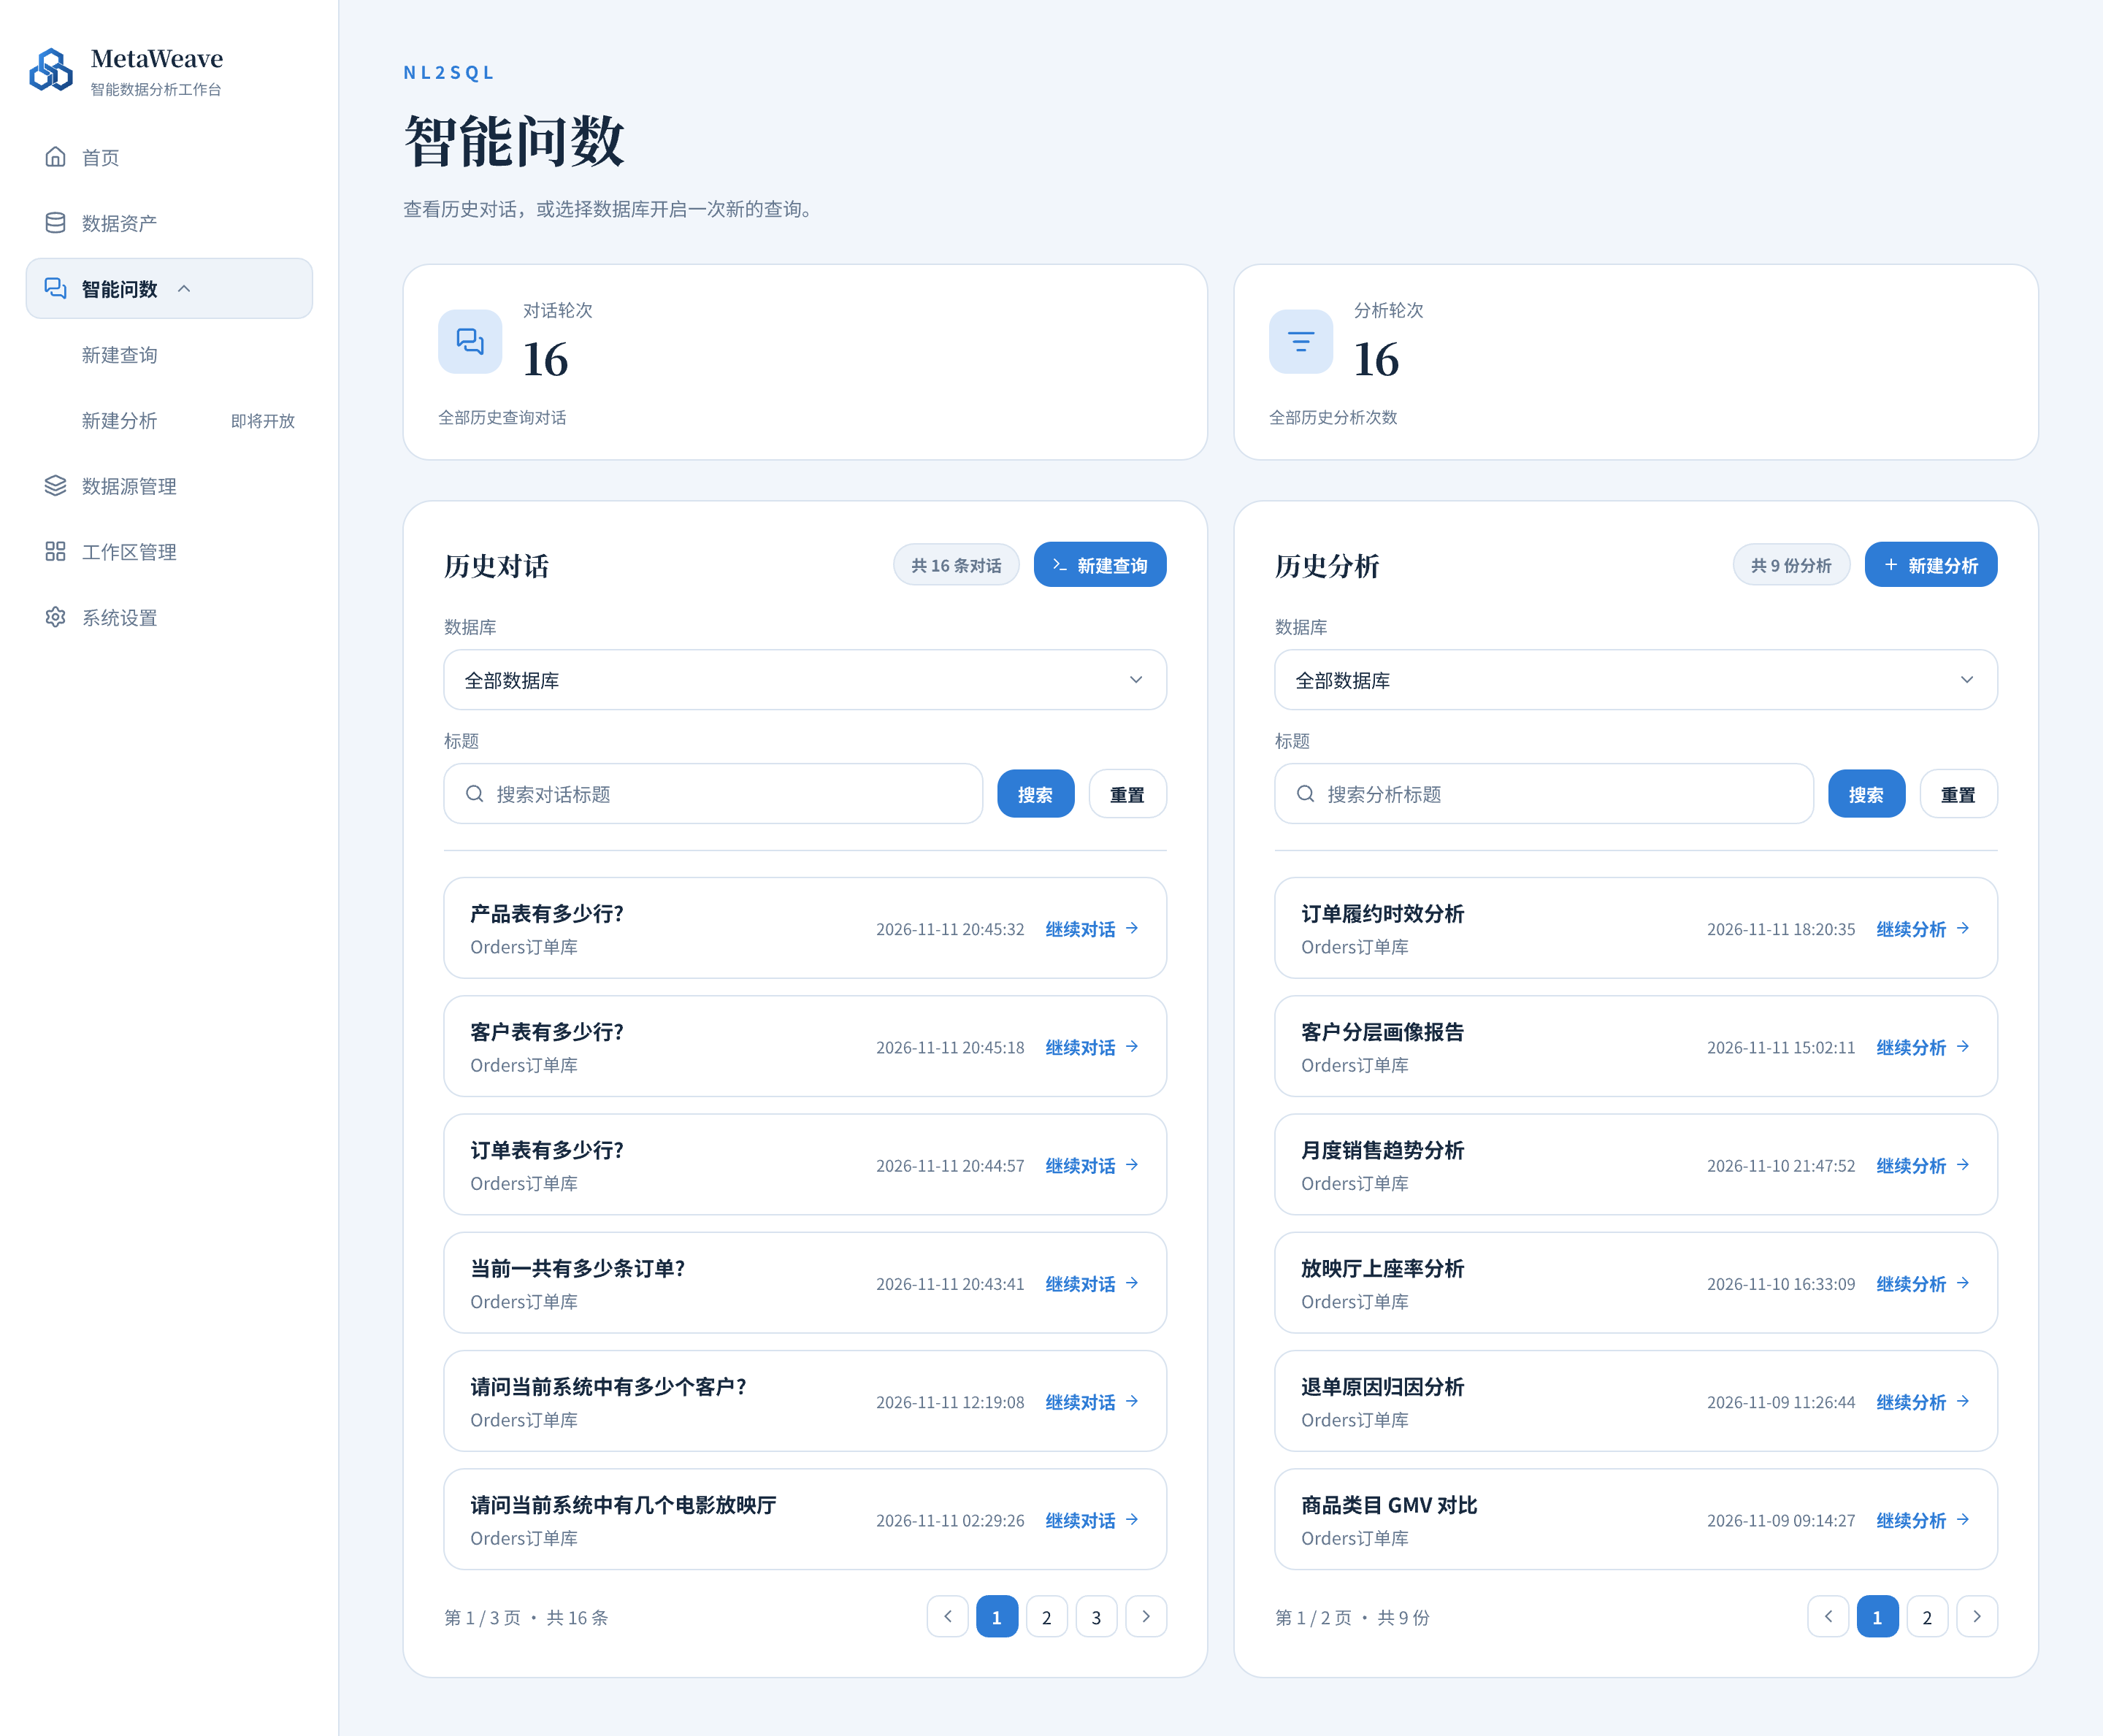 MetaWeave
智能数据分析工作台
首页
数据资产
智能问数
新建查询
新建分析 即将开放
数据源管理
工作区管理
系统设置
NL2SQL
智能问数
查看历史对话，或选择数据库开启一次新的查询。
对话轮次
16
全部历史查询对话
分析轮次
16
全部历史分析次数
历史对话 共 16 条对话 新建查询
数据库
全部数据库
标题
搜索对话标题 搜索 重置
产品表有多少行?
Orders订单库
2026-11-11 20:45:32 继续对话
客户表有多少行?
Orders订单库
2026-11-11 20:45:18 继续对话
订单表有多少行?
Orders订单库
2026-11-11 20:44:57 继续对话
当前一共有多少条订单?
Orders订单库
2026-11-11 20:43:41 继续对话
请问当前系统中有多少个客户?
Orders订单库
2026-11-11 12:19:08 继续对话
请问当前系统中有几个电影放映厅
Orders订单库
2026-11-11 02:29:26 继续对话
第 1 / 3 页 · 共 16 条 1 2 3
历史分析 共 9 份分析 新建分析
数据库
全部数据库
标题
搜索分析标题 搜索 重置
订单履约时效分析
Orders订单库
2026-11-11 18:20:35 继续分析
客户分层画像报告
Orders订单库
2026-11-11 15:02:11 继续分析
月度销售趋势分析
Orders订单库
2026-11-10 21:47:52 继续分析
放映厅上座率分析
Orders订单库
2026-11-10 16:33:09 继续分析
退单原因归因分析
Orders订单库
2026-11-09 11:26:44 继续分析
商品类目 GMV 对比
Orders订单库
2026-11-09 09:14:27 继续分析
第 1 / 2 页 · 共 9 份 1 2